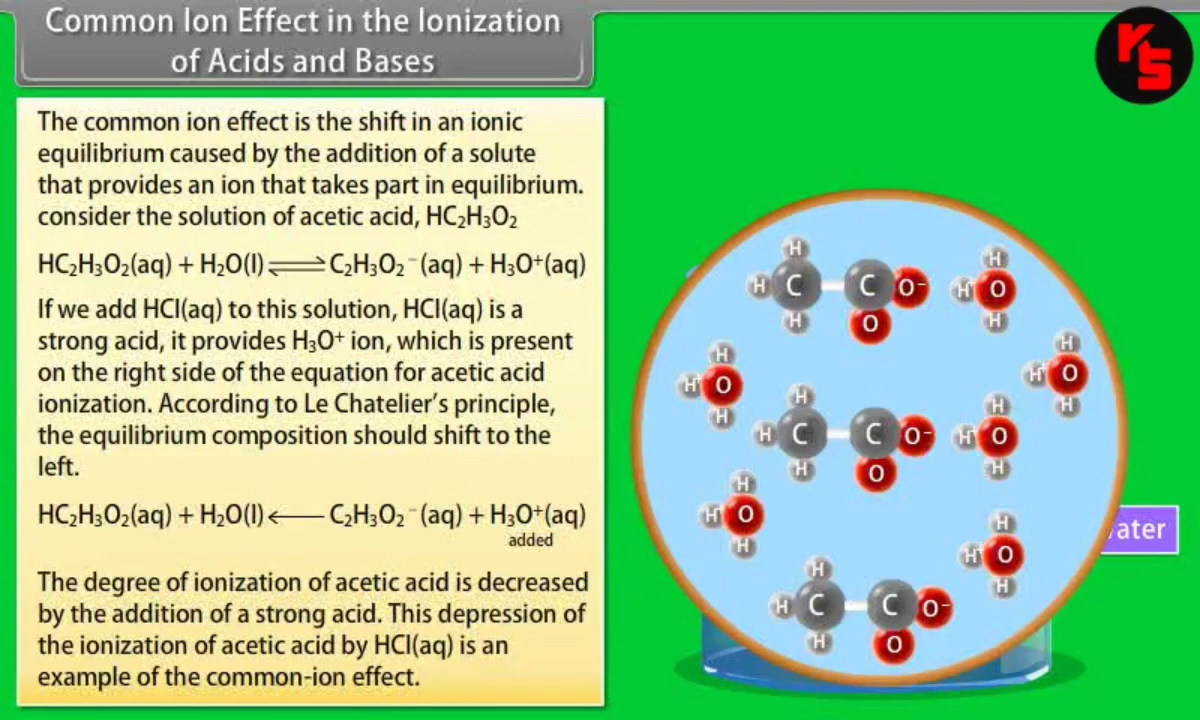 Common Ion Effect in the Ionization
of Acids and Bases
KS
The common ion effect is the shift in an ionic
equilibrium caused by the addition of a solute
that provides an ion that takes part in equilibrium.
consider the solution of acetic acid, HC₂H₃O₂
HC₂H₃O₂(aq) + H₂O(l) ⇌ C₂H₃O₂⁻(aq) + H₃O⁺(aq)
If we add HCl(aq) to this solution, HCl(aq) is a
strong acid, it provides H₃O⁺ ion, which is present
on the right side of the equation for acetic acid
ionization. According to Le Chatelier's principle,
the equilibrium composition should shift to the
left.
HC₂H₃O₂(aq) + H₂O(l) ← C₂H₃O₂⁻(aq) + H₃O⁺(aq)
added
The degree of ionization of acetic acid is decreased
by the addition of a strong acid. This depression of
the ionization of acetic acid by HCl(aq) is an
example of the common-ion effect.
H H
H C C O⁻ H⁺ O
H O H
H H
H⁺ O H⁺ O
H H
H H
H C C O⁻ H⁺ O
H O H
H
H⁺ O
H
H
H⁺ O
H
H
H C C O⁻
H O
ater